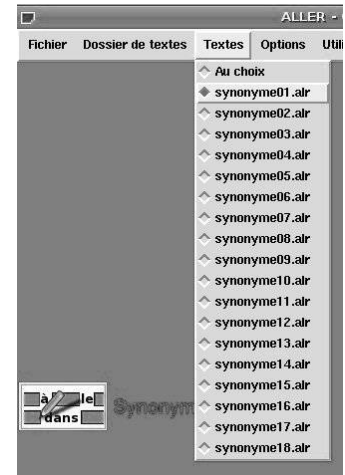 ALLER -
Fichier Dossier de textes Textes Options Utili
Au choix
synonyme01.alr
synonyme02.alr
synonyme03.alr
synonyme04.alr
synonyme05.alr
synonyme06.alr
synonyme07.alr
synonyme08.alr
synonyme09.alr
synonyme10.alr
synonyme11.alr
synonyme12.alr
synonyme13.alr
synonyme14.alr
synonyme15.alr
synonyme16.alr
synonyme17.alr
synonyme18.alr
à le
dans
Synonym